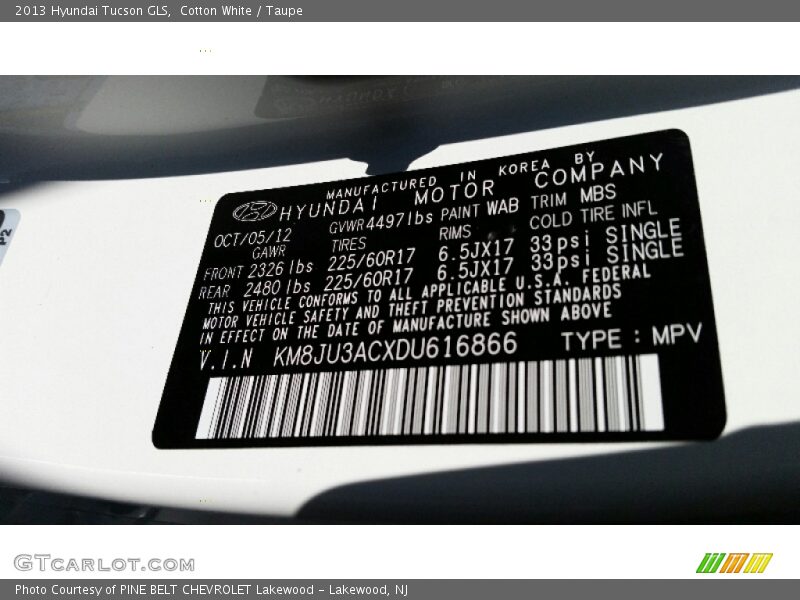 2013 Hyundai Tucson GLS, Cotton White / Taupe
MANUFACTURED IN KOREA BY
HYUNDAI MOTOR COMPANY
OCT/05/12 GVWR 4497 lbs PAINT WAB TRIM MBS
GAWR TIRES RIMS COLD TIRE INFL
FRONT 2326 lbs 225/60R17 6.5JX17 33psi SINGLE
REAR 2480 lbs 225/60R17 6.5JX17 33psi SINGLE
THIS VEHICLE CONFORMS TO ALL APPLICABLE U.S.A. FEDERAL
MOTOR VEHICLE SAFETY AND THEFT PREVENTION STANDARDS
IN EFFECT ON THE DATE OF MANUFACTURE SHOWN ABOVE
V.I.N KM8JU3ACXDU616866 TYPE : MPV
P2
GTCARLOT.COM
Photo Courtesy of PINE BELT CHEVROLET Lakewood - Lakewood, NJ